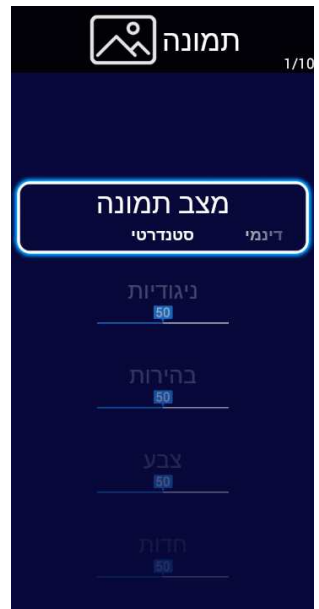 תמונה
1/10
מצב תמונה
דינמי סטנדרטי
ניגודיות
50
בהירות
50
צבע
50
חדות
50